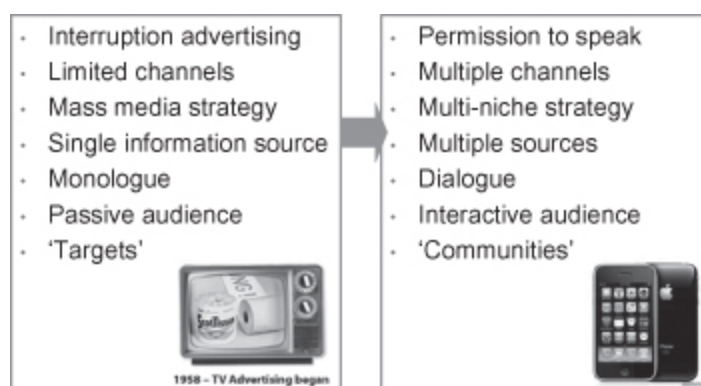 · Interruption advertising
· Limited channels
· Mass media strategy
· Single information source
· Monologue
· Passive audience
· ‘Targets’
1958 – TV Advertising began
· Permission to speak
· Multiple channels
· Multi-niche strategy
· Multiple sources
· Dialogue
· Interactive audience
· ‘Communities’